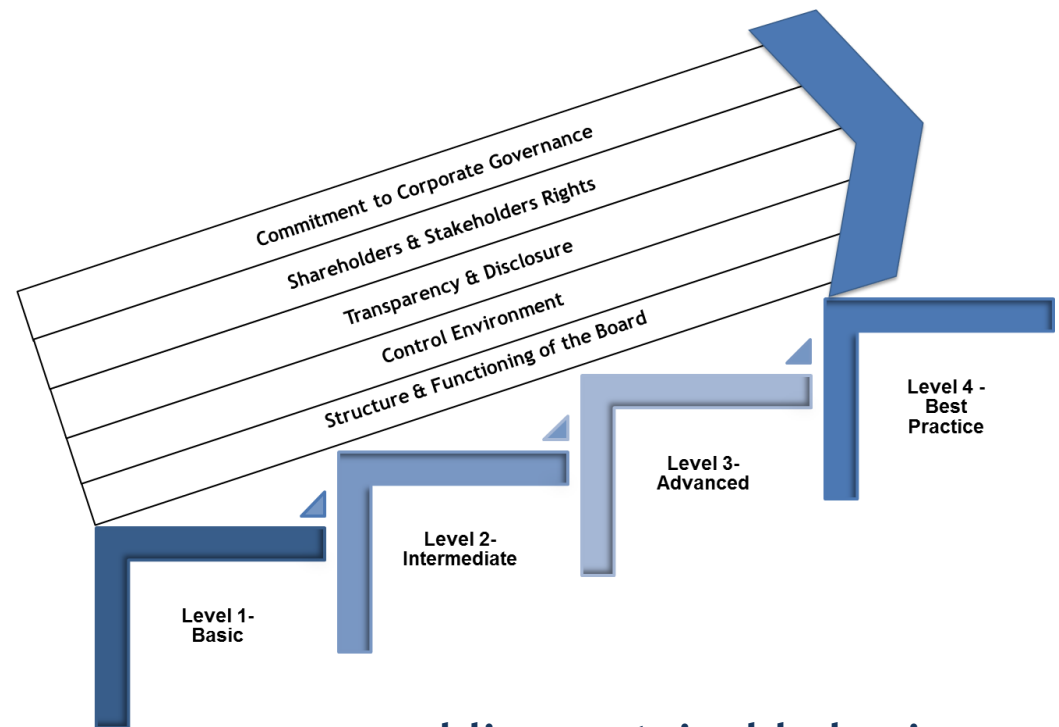 Commitment to Corporate Governance
Shareholders & Stakeholders Rights
Transparency & Disclosure
Control Environment
Structure & Functioning of the Board
Level 4 -
Best
Practice
Level 3-
Advanced
Level 2-
Intermediate
Level 1-
Basic